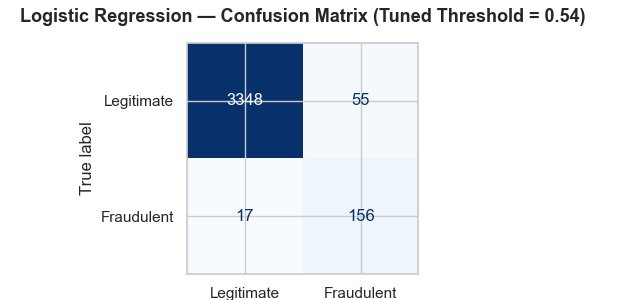 Logistic Regression — Confusion Matrix (Tuned Threshold = 0.54)
Legitimate 3348 55
True label
Fraudulent 17 156
Legitimate Fraudulent